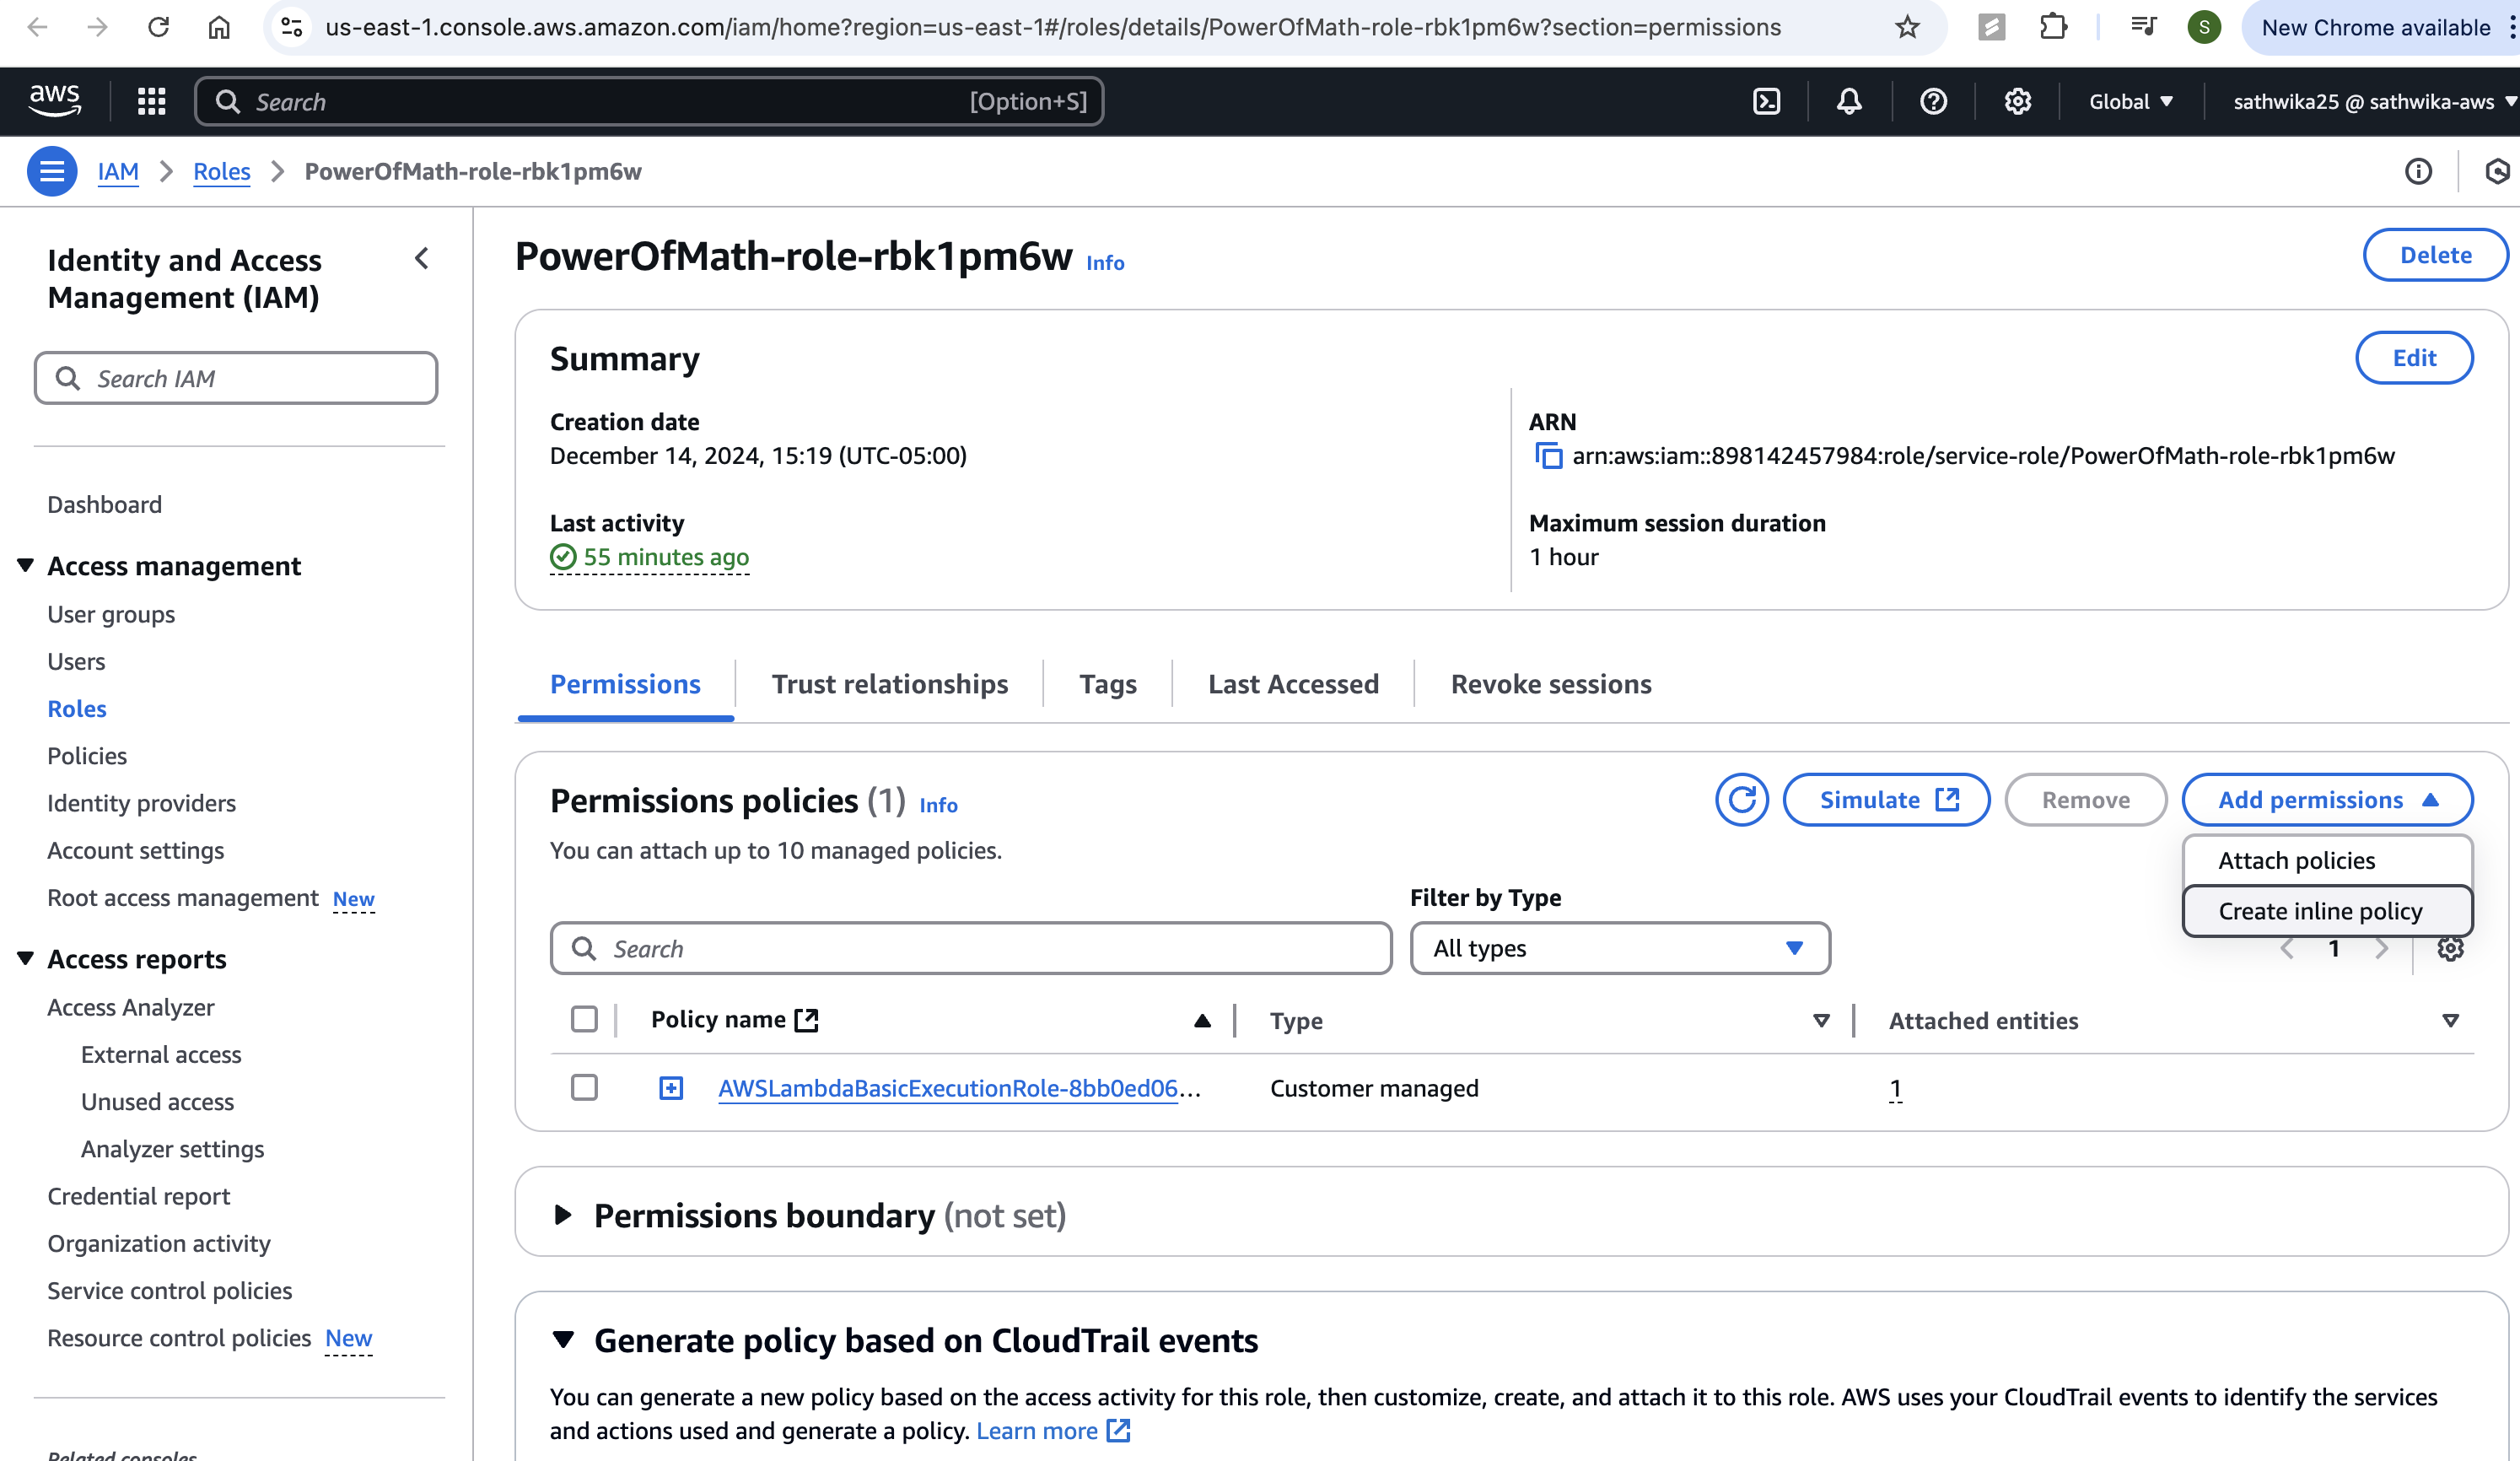 us-east-1.console.aws.amazon.com/iam/home?region=us-east-1#/roles/details/PowerOfMath-role-rbk1pm6w?section=permissions
S
New Chrome available
aws
Search
[Option+S]
Global
sathwika25 @ sathwika-aws
IAM
Roles
PowerOfMath-role-rbk1pm6w
Identity and Access
Management (IAM)
Search IAM
Dashboard
Access management
User groups
Users
Roles
Policies
Identity providers
Account settings
Root access management New
Access reports
Access Analyzer
External access
Unused access
Analyzer settings
Credential report
Organization activity
Service control policies
Resource control policies New
Related consoles
PowerOfMath-role-rbk1pm6w Info
Delete
Summary
Edit
Creation date
December 14, 2024, 15:19 (UTC-05:00)
ARN
arn:aws:iam::898142457984:role/service-role/PowerOfMath-role-rbk1pm6w
Last activity
55 minutes ago
Maximum session duration
1 hour
Permissions
Trust relationships
Tags
Last Accessed
Revoke sessions
Permissions policies (1) Info
Simulate
Remove
Add permissions
You can attach up to 10 managed policies.
Attach policies
Create inline policy
Filter by Type
Search
All types
1
Policy name
Type
Attached entities
AWSLambdaBasicExecutionRole-8bb0ed06...
Customer managed
1
Permissions boundary (not set)
Generate policy based on CloudTrail events
You can generate a new policy based on the access activity for this role, then customize, create, and attach it to this role. AWS uses your CloudTrail events to identify the services
and actions used and generate a policy. Learn more